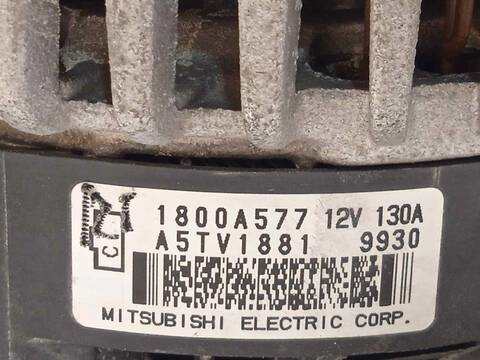 1800A577 12V 130A
A5TV1881 9930
C
MITSUBISHI ELECTRIC CORP.